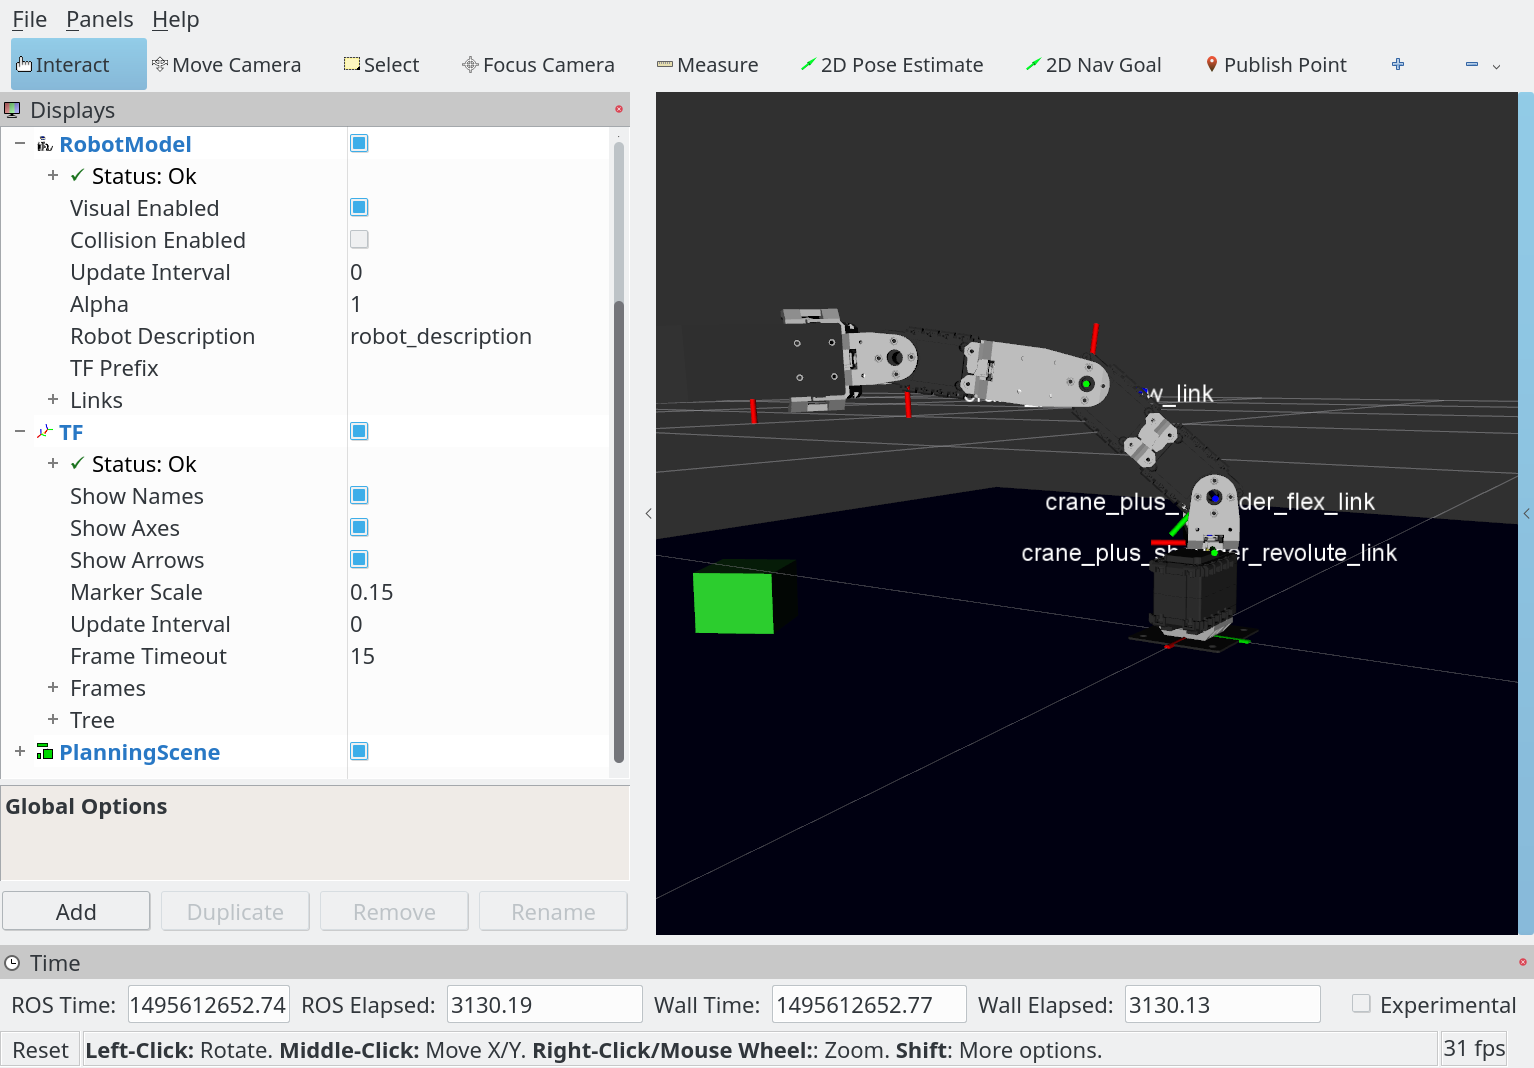 File Panels Help
Interact Move Camera Select Focus Camera Measure 2D Pose Estimate 2D Nav Goal Publish Point
Displays
RobotModel
Status: Ok
Visual Enabled
Collision Enabled
Update Interval 0
Alpha 1
Robot Description robot_description
TF Prefix
Links
TF
Status: Ok
Show Names
Show Axes
Show Arrows
Marker Scale 0.15
Update Interval 0
Frame Timeout 15
Frames
Tree
PlanningScene
Global Options
Add Duplicate Remove Rename
w_link
crane_plus_ der_flex_link
crane_plus_sh er_revolute_link
Time
ROS Time: 1495612652.74 ROS Elapsed: 3130.19 Wall Time: 1495612652.77 Wall Elapsed: 3130.13 Experimental
Reset Left-Click: Rotate. Middle-Click: Move X/Y. Right-Click/Mouse Wheel:: Zoom. Shift: More options. 31 fps